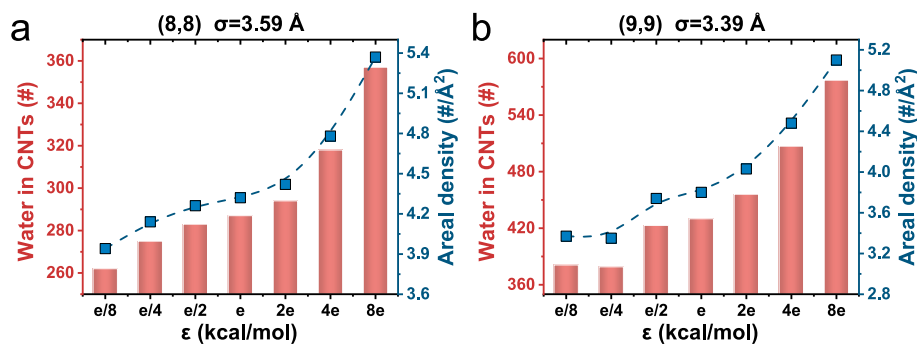 a
(8,8) σ=3.59 Å
Water in CNTs (#)
360
340
320
300
280
260
5.4
5.1
4.8
4.5
4.2
3.9
3.6
Areal density (#/Å²)
e/8 e/4 e/2 e 2e 4e 8e
ε (kcal/mol)
b
(9,9) σ=3.39 Å
Water in CNTs (#)
600
540
480
420
360
5.2
4.8
4.4
4.0
3.6
3.2
2.8
Areal density (#/Å²)
e/8 e/4 e/2 e 2e 4e 8e
ε (kcal/mol)